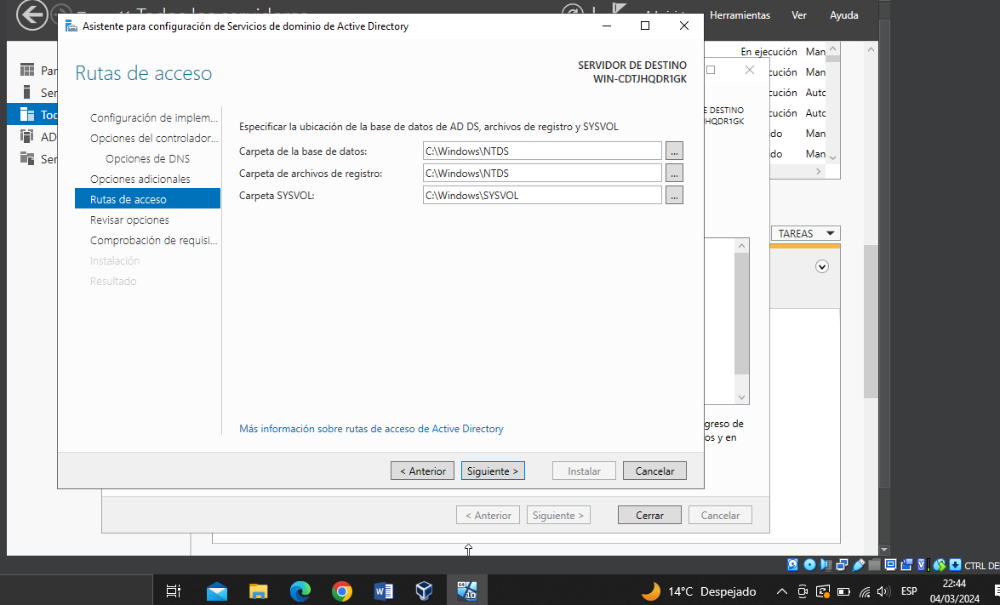 Herramientas Ver Ayuda
Asistente para configuración de Servicios de dominio de Active Directory
Rutas de acceso
SERVIDOR DE DESTINO
WIN-CDTJHQDR1GK
Configuración de implem...
Opciones del controlador...
Opciones de DNS
Opciones adicionales
Rutas de acceso
Revisar opciones
Comprobación de requisi...
Instalación
Resultado
Especificar la ubicación de la base de datos de AD DS, archivos de registro y SYSVOL
Carpeta de la base de datos: C:\Windows\NTDS ...
Carpeta de archivos de registro: C:\Windows\NTDS ...
Carpeta SYSVOL: C:\Windows\SYSVOL ...
Más información sobre rutas de acceso de Active Directory
< Anterior Siguiente > Instalar Cancelar
Par
Ser
Toc
AD
Ser
E DESTINO
HQDR1GK
greso de
os y en
< Anterior Siguiente > Cerrar Cancelar
En ejecución Man
cución Man
cución Auto
cución Auto
do Man
do Man
TAREAS
CTRL DE
14°C Despejado
ESP
22:44
04/03/2024